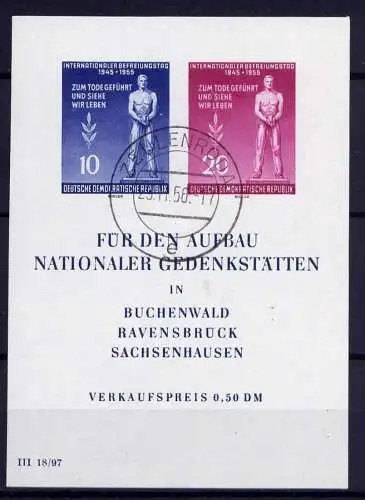 INTERNATIONALER BEFREIUNGSTAG
1945 - 1955
ZUM TODE GEFÜHRT
UND SIEHE
WIR LEBEN
10
DEUTSCHE DEMOKRATISCHE REPUBLIK
INTERNATIONALER BEFREIUNGSTAG
1945 - 1955
ZUM TODE GEFÜHRT
UND SIEHE
WIR LEBEN
20
DEUTSCHE DEMOKRATISCHE REPUBLIK
e
FÜR DEN AUFBAU
NATIONALER GEDENKSTÄTTEN
IN
BUCHENWALD
RAVENSBRÜCK
SACHSENHAUSEN
VERKAUFSPREIS 0,50 DM
III 18/97